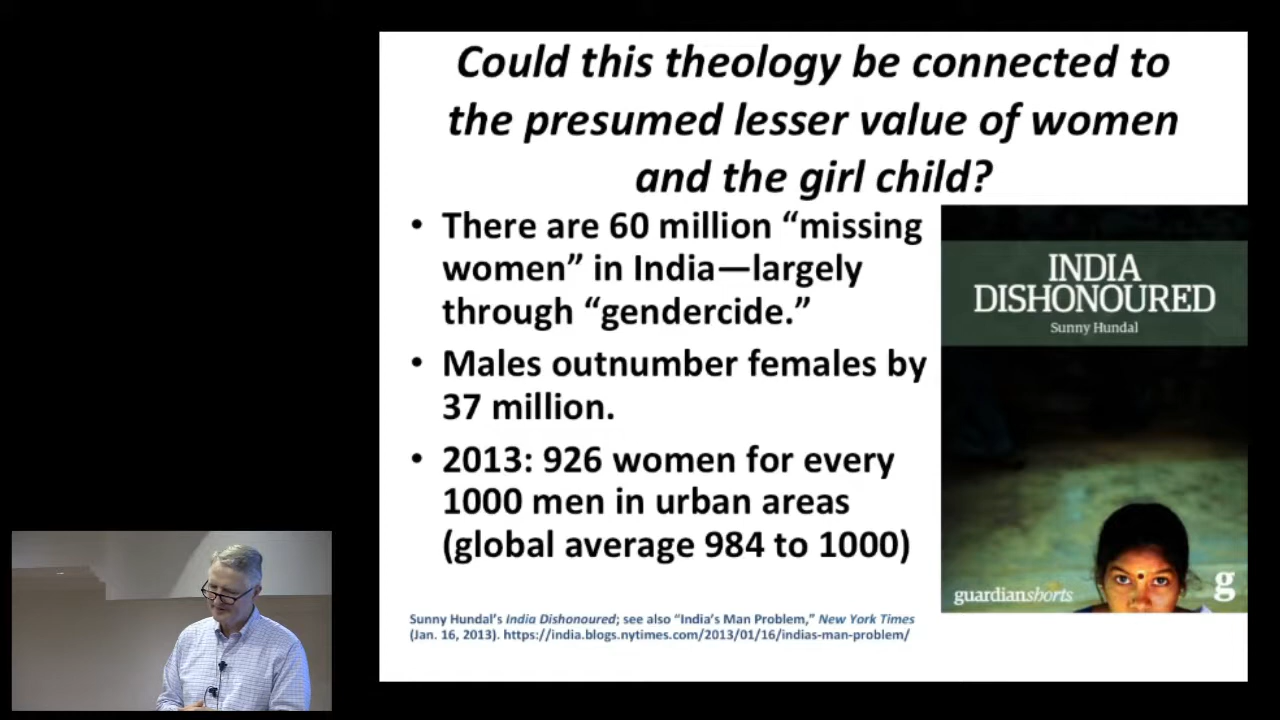 Could this theology be connected to
the presumed lesser value of women
and the girl child?
• There are 60 million “missing
women” in India—largely
through “gendercide.”
• Males outnumber females by
37 million.
• 2013: 926 women for every
1000 men in urban areas
(global average 984 to 1000)
INDIA
DISHONOURED
Sunny Hundal
guardianshorts
g
Sunny Hundal’s India Dishonoured; see also “India’s Man Problem,” New York Times
(Jan. 16, 2013). https://india.blogs.nytimes.com/2013/01/16/indias-man-problem/